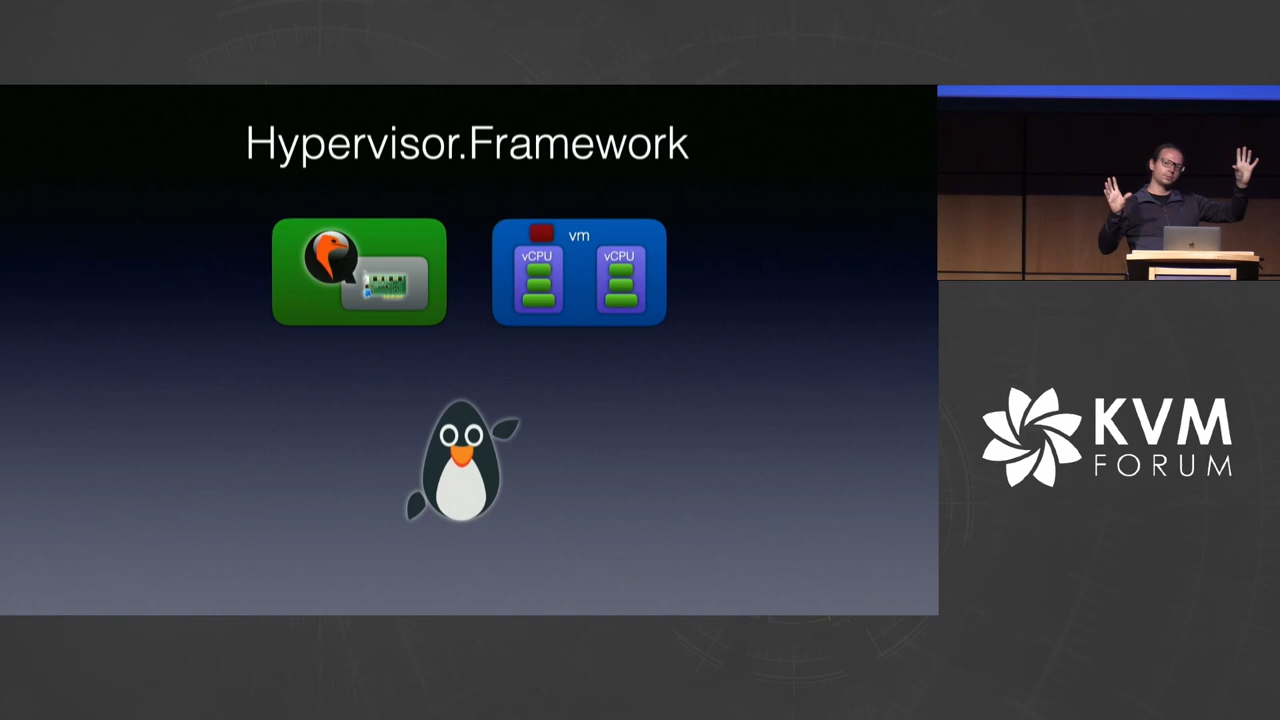 Hypervisor.Framework
vm
vCPU
vCPU
KVM
FORUM